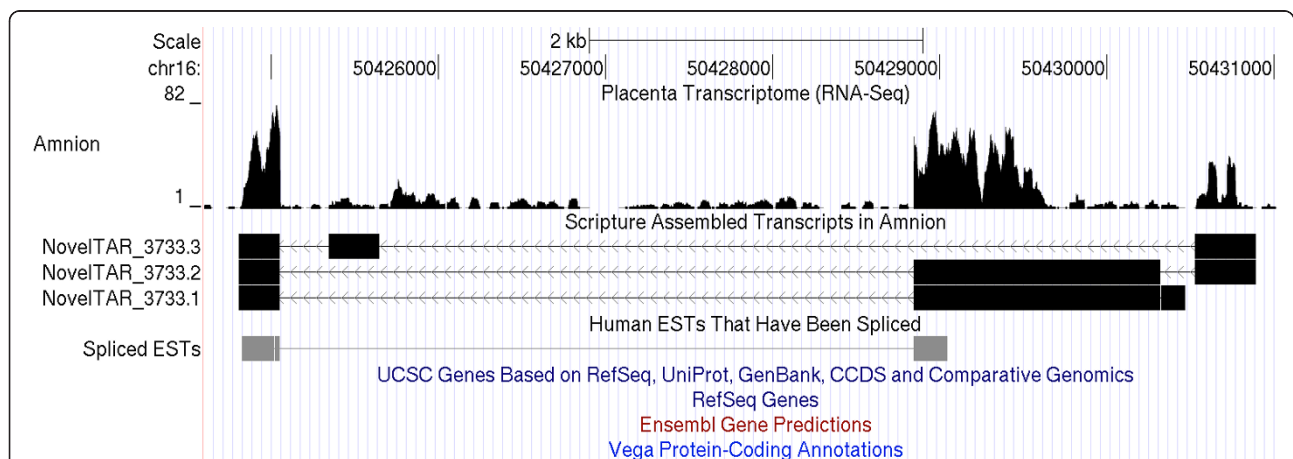 Scale 2 kb
chr16: 50426000 50427000 50428000 50429000 50430000 50431000
82 _ Placenta Transcriptome (RNA-Seq)
Amnion
1 _
Scripture Assembled Transcripts in Amnion
NovelTAR_3733.3
NovelTAR_3733.2
NovelTAR_3733.1
Human ESTs That Have Been Spliced
Spliced ESTs
UCSC Genes Based on RefSeq, UniProt, GenBank, CCDS and Comparative Genomics
RefSeq Genes
Ensembl Gene Predictions
Vega Protein-Coding Annotations